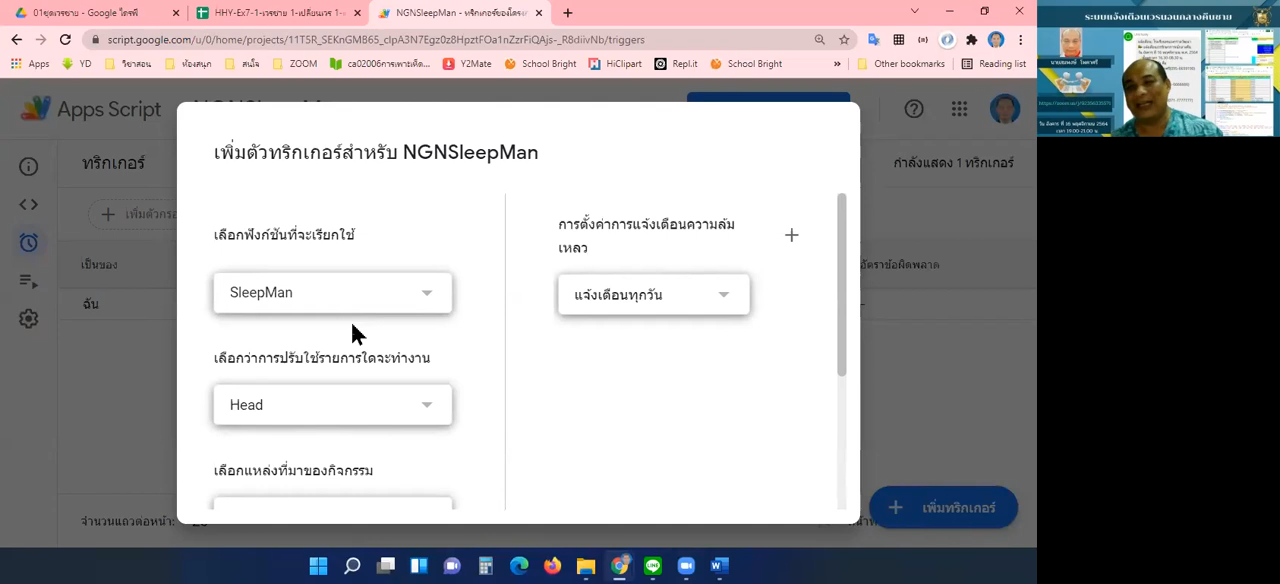 01ชุดเวรชาย - Google ไดรฟ์
HHY-Ex7-1-เวรชาย 1-เปลี่ยนเวร 1-
NGNSleepMan - ทริกเกอร์ของโครง
script.google.com/u/0/home/projects/11T5R_SEKnGMB65_cIpA3N7Egz0z8HpztFOa1nZzrFiQAjs-_R8diivNb/triggers
Apps
YD
วิชาสอน
ห้องสมุด
สนใจ
ZOOM
Y2Mate
School Bright
HiClipart
Repl.it
School Bright
Other bookmarks
Reading list
Apps Script
ทริกเกอร์
กำลังแสดง 1 ทริกเกอร์
เป็นของ
ฉัน
จำนวนแถวต่อหน้า:
เพิ่มทริกเกอร์
เพิ่มตัวทริกเกอร์สำหรับ NGNSleepMan
เลือกฟังก์ชันที่จะเรียกใช้
SleepMan
เลือกว่าการปรับใช้รายการใดจะทำงาน
Head
เลือกแหล่งที่มาของกิจกรรม
การตั้งค่าการแจ้งเตือนความล้ม
เหลว
แจ้งเตือนทุกวัน
ระบบแจ้งเตือนเวรนอนกลางคืนชาย